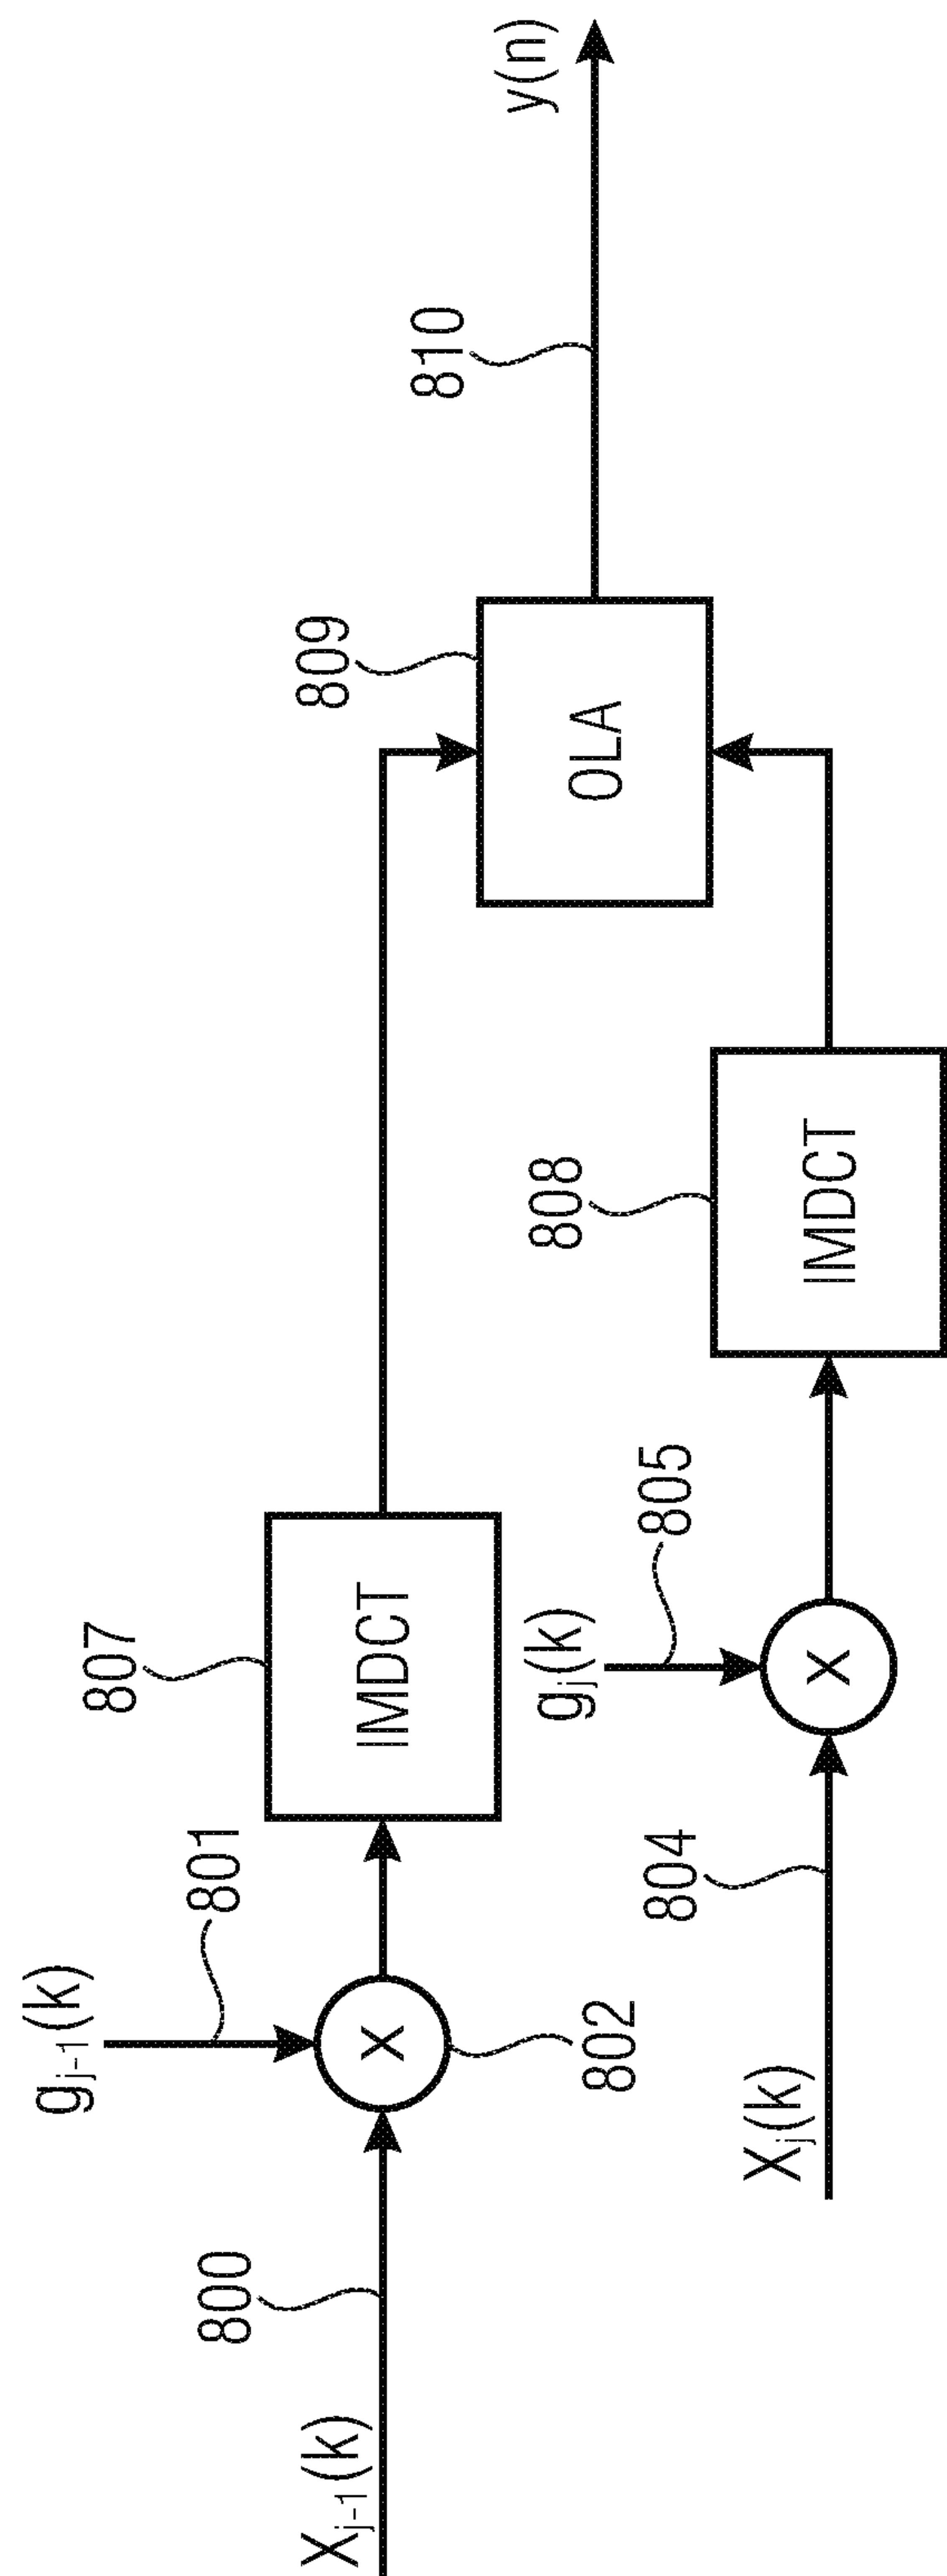 g_{j-1}(k)
801
807
IMDCT
X_{j-1}(k)
800
X
802
809
OLA
810
y(n)
g_j(k)
805
808
IMDCT
X_j(k)
804
X